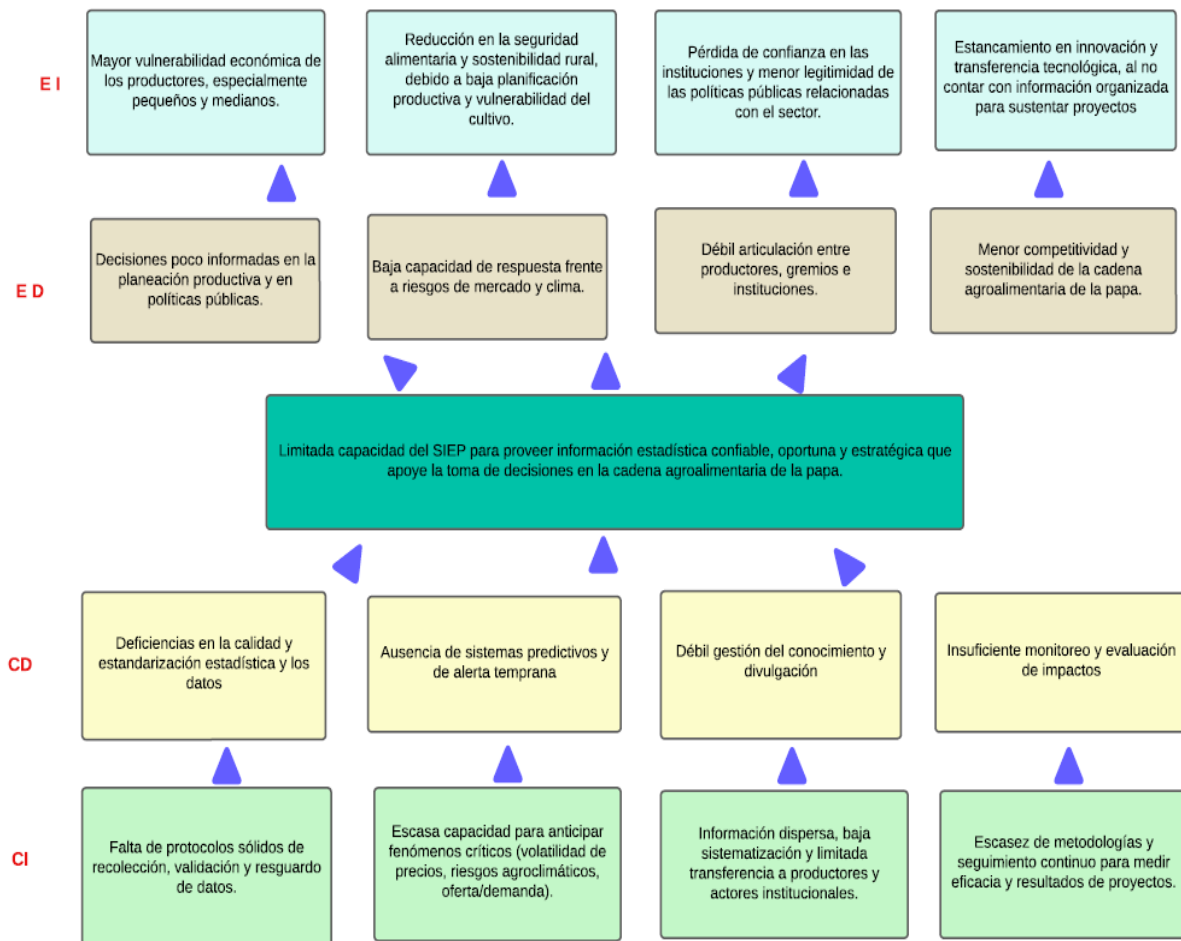 E I
Mayor vulnerabilidad económica de
los productores, especialmente
pequeños y medianos.
Reducción en la seguridad
alimentaria y sostenibilidad rural,
debido a baja planificación
productiva y vulnerabilidad del
cultivo.
Pérdida de confianza en las
instituciones y menor legitimidad de
las políticas públicas relacionadas
con el sector.
Estancamiento en innovación y
transferencia tecnológica, al no
contar con información organizada
para sustentar proyectos
E D
Decisiones poco informadas en la
planeación productiva y en
políticas públicas.
Baja capacidad de respuesta frente
a riesgos de mercado y clima.
Débil articulación entre
productores, gremios e
instituciones.
Menor competitividad y
sostenibilidad de la cadena
agroalimentaria de la papa.
Limitada capacidad del SIEP para proveer información estadística confiable, oportuna y estratégica que
apoye la toma de decisiones en la cadena agroalimentaria de la papa.
CD
Deficiencias en la calidad y
estandarización estadística y los
datos
Ausencia de sistemas predictivos y
de alerta temprana
Débil gestión del conocimiento y
divulgación
Insuficiente monitoreo y evaluación
de impactos
CI
Falta de protocolos sólidos de
recolección, validación y resguardo
de datos.
Escasa capacidad para anticipar
fenómenos críticos (volatilidad de
precios, riesgos agroclimáticos,
oferta/demanda).
Información dispersa, baja
sistematización y limitada
transferencia a productores y
actores institucionales.
Escasez de metodologías y
seguimiento continuo para medir
eficacia y resultados de proyectos.